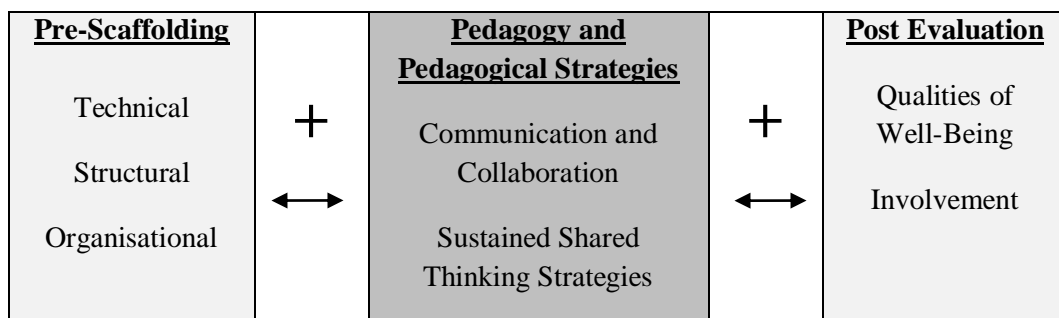 Pre-Scaffolding
Technical
Structural
Organisational
+
Pedagogy and
Pedagogical Strategies
Communication and
Collaboration
Sustained Shared
Thinking Strategies
+
Post Evaluation
Qualities of
Well-Being
Involvement